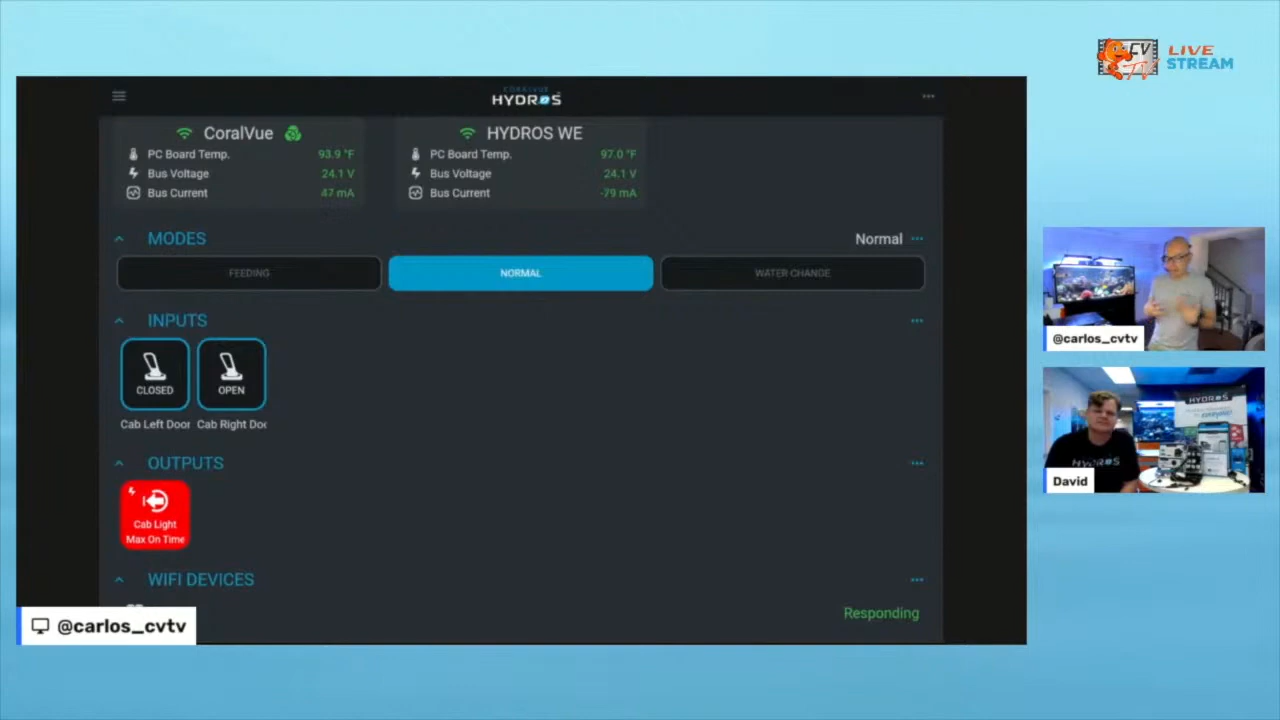 CV TV LIVE STREAM
CORALVUE
HYDROS
CoralVue
PC Board Temp. 93.9 °F
Bus Voltage 24.1 V
Bus Current 47 mA
HYDROS WE
PC Board Temp. 97.0 °F
Bus Voltage 24.1 V
Bus Current -79 mA
MODES
Normal
FEEDING
NORMAL
WATER CHANGE
INPUTS
CLOSED
OPEN
Cab Left Door
Cab Right Doo
OUTPUTS
Cab Light
Max On Time
WIFI DEVICES
Responding
@carlos_cvtv
@carlos_cvtv
HYDROS
HYDROS
David